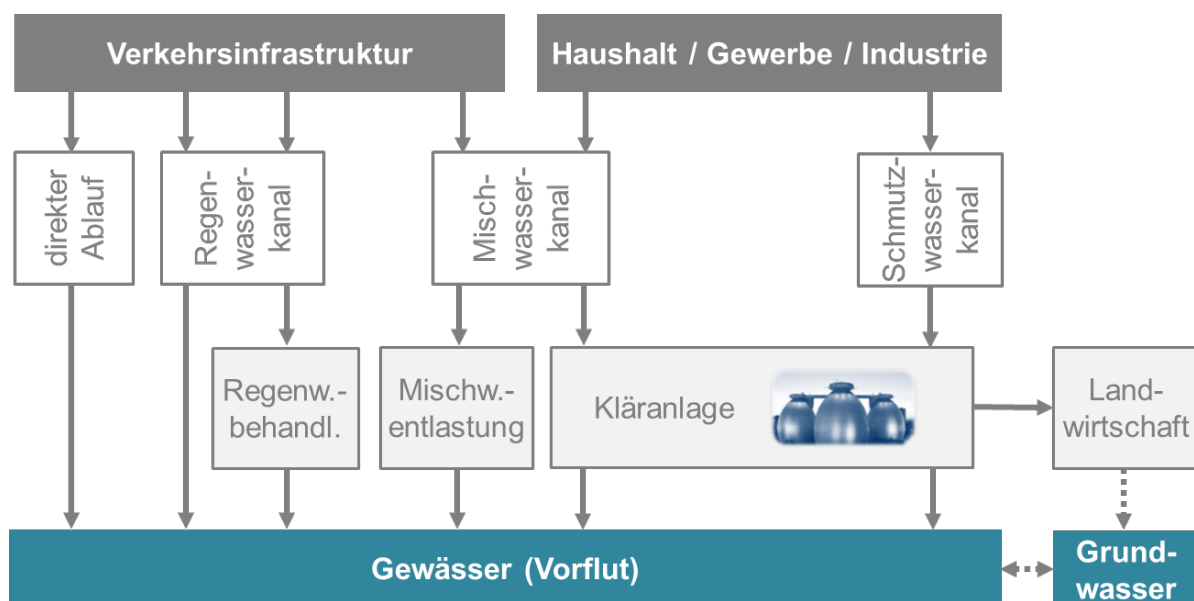 Verkehrsinfrastruktur
Haushalt / Gewerbe / Industrie
direkter
Ablauf
Regen-
wasser-
kanal
Misch-
wasser-
kanal
Schmutz-
wasser-
kanal
Regenw.-
behandl.
Mischw.-
entlastung
Kläranlage
Land-
wirtschaft
Gewässer (Vorflut)
Grund-
wasser